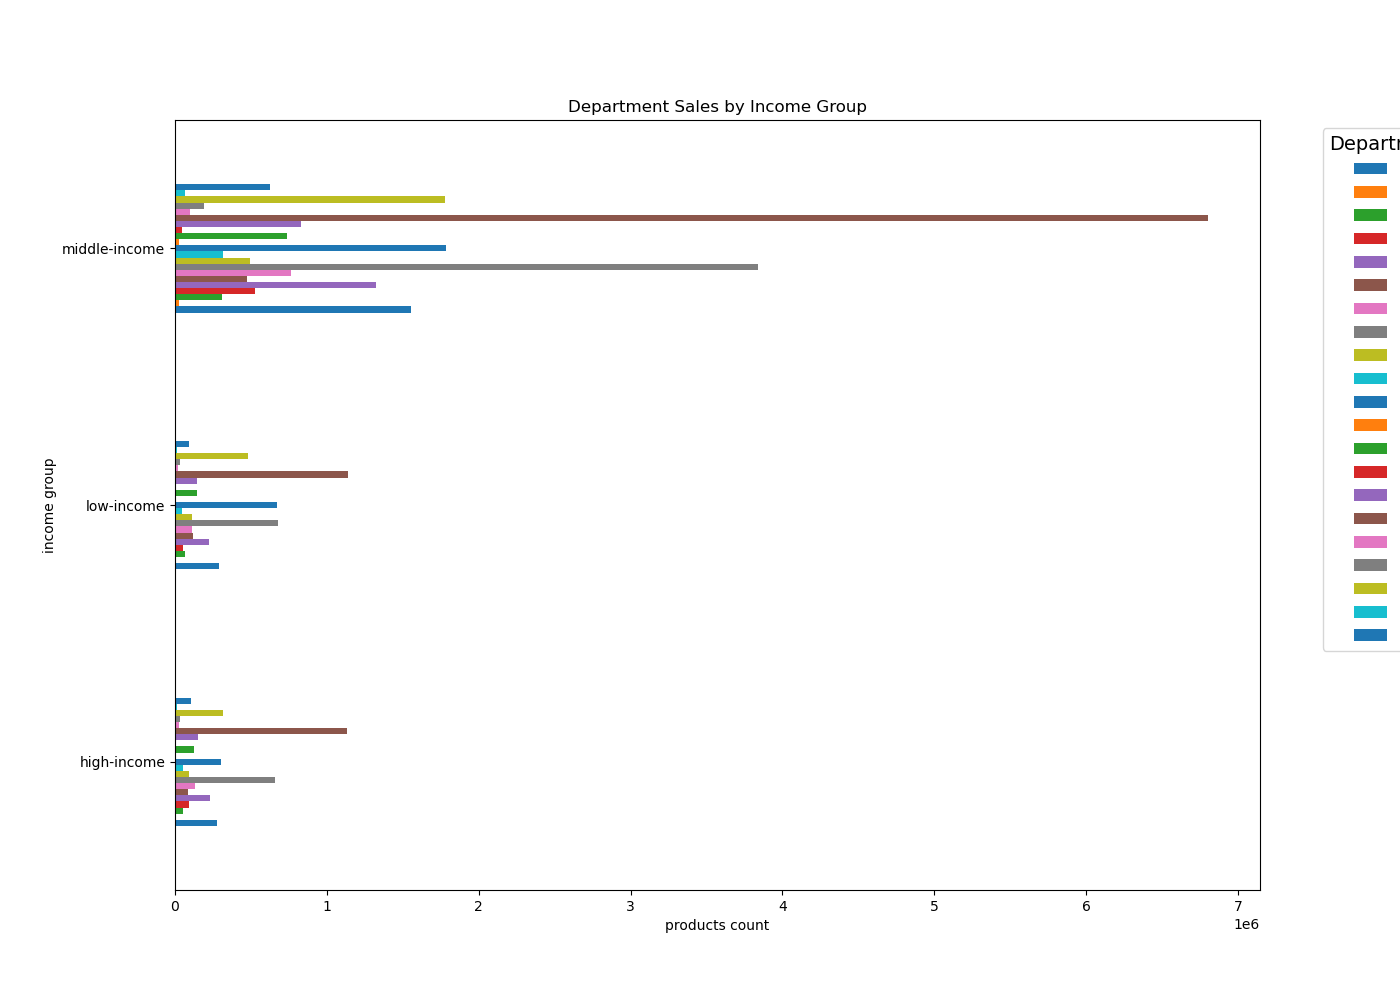 Department Sales by Income Group
middle-income
low-income
high-income
income group
0 1 2 3 4 5 6 7
1e6
products count